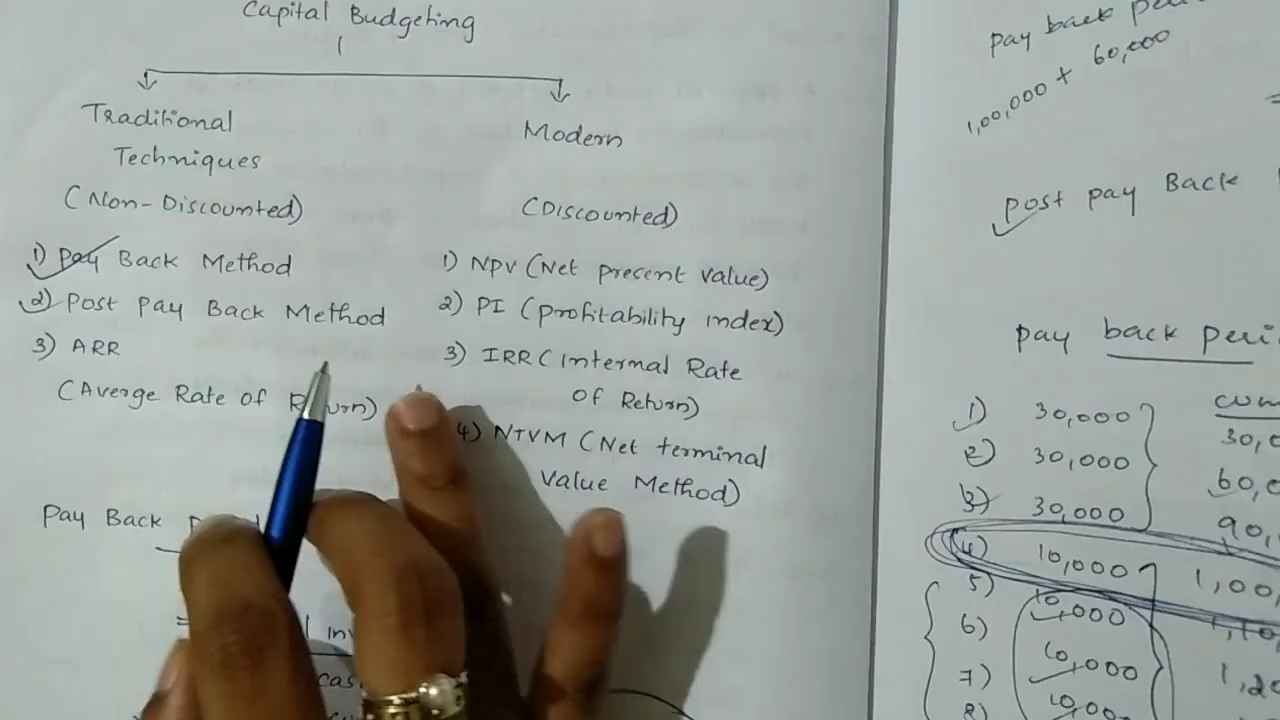 Capital Budgeting
Traditional
Techniques
(Non-Discounted)
1) Pay Back Method
2) Post Pay Back Method
3) ARR
(Averge Rate of Return)
Modern
(Discounted)
1) NPV (Net present value)
2) PI (profitability index)
3) IRR (Internal Rate
of Return)
4) NTVM (Net terminal
Value Method)
Pay Back
pay back
1,00,000 + 60,000
post pay Back
pay back
1) 30,000
2) 30,000
3) 30,000
4) 10,000
5) 10,000
6) 10,000
7) 10,000
8)